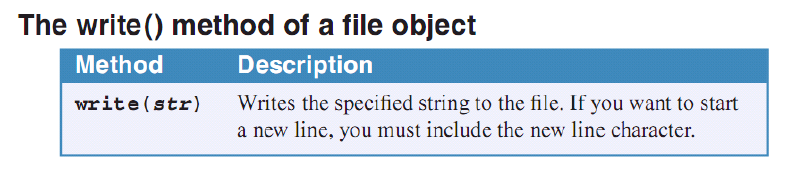 The write() method of a file object
Method Description
write(str) Writes the specified string to the file. If you want to start
a new line, you must include the new line character.